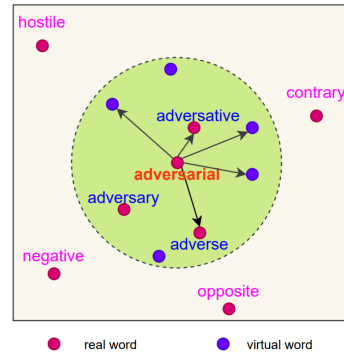 hostile
contrary
adversative
adversarial
adversary
adverse
negative
opposite
real word
virtual word